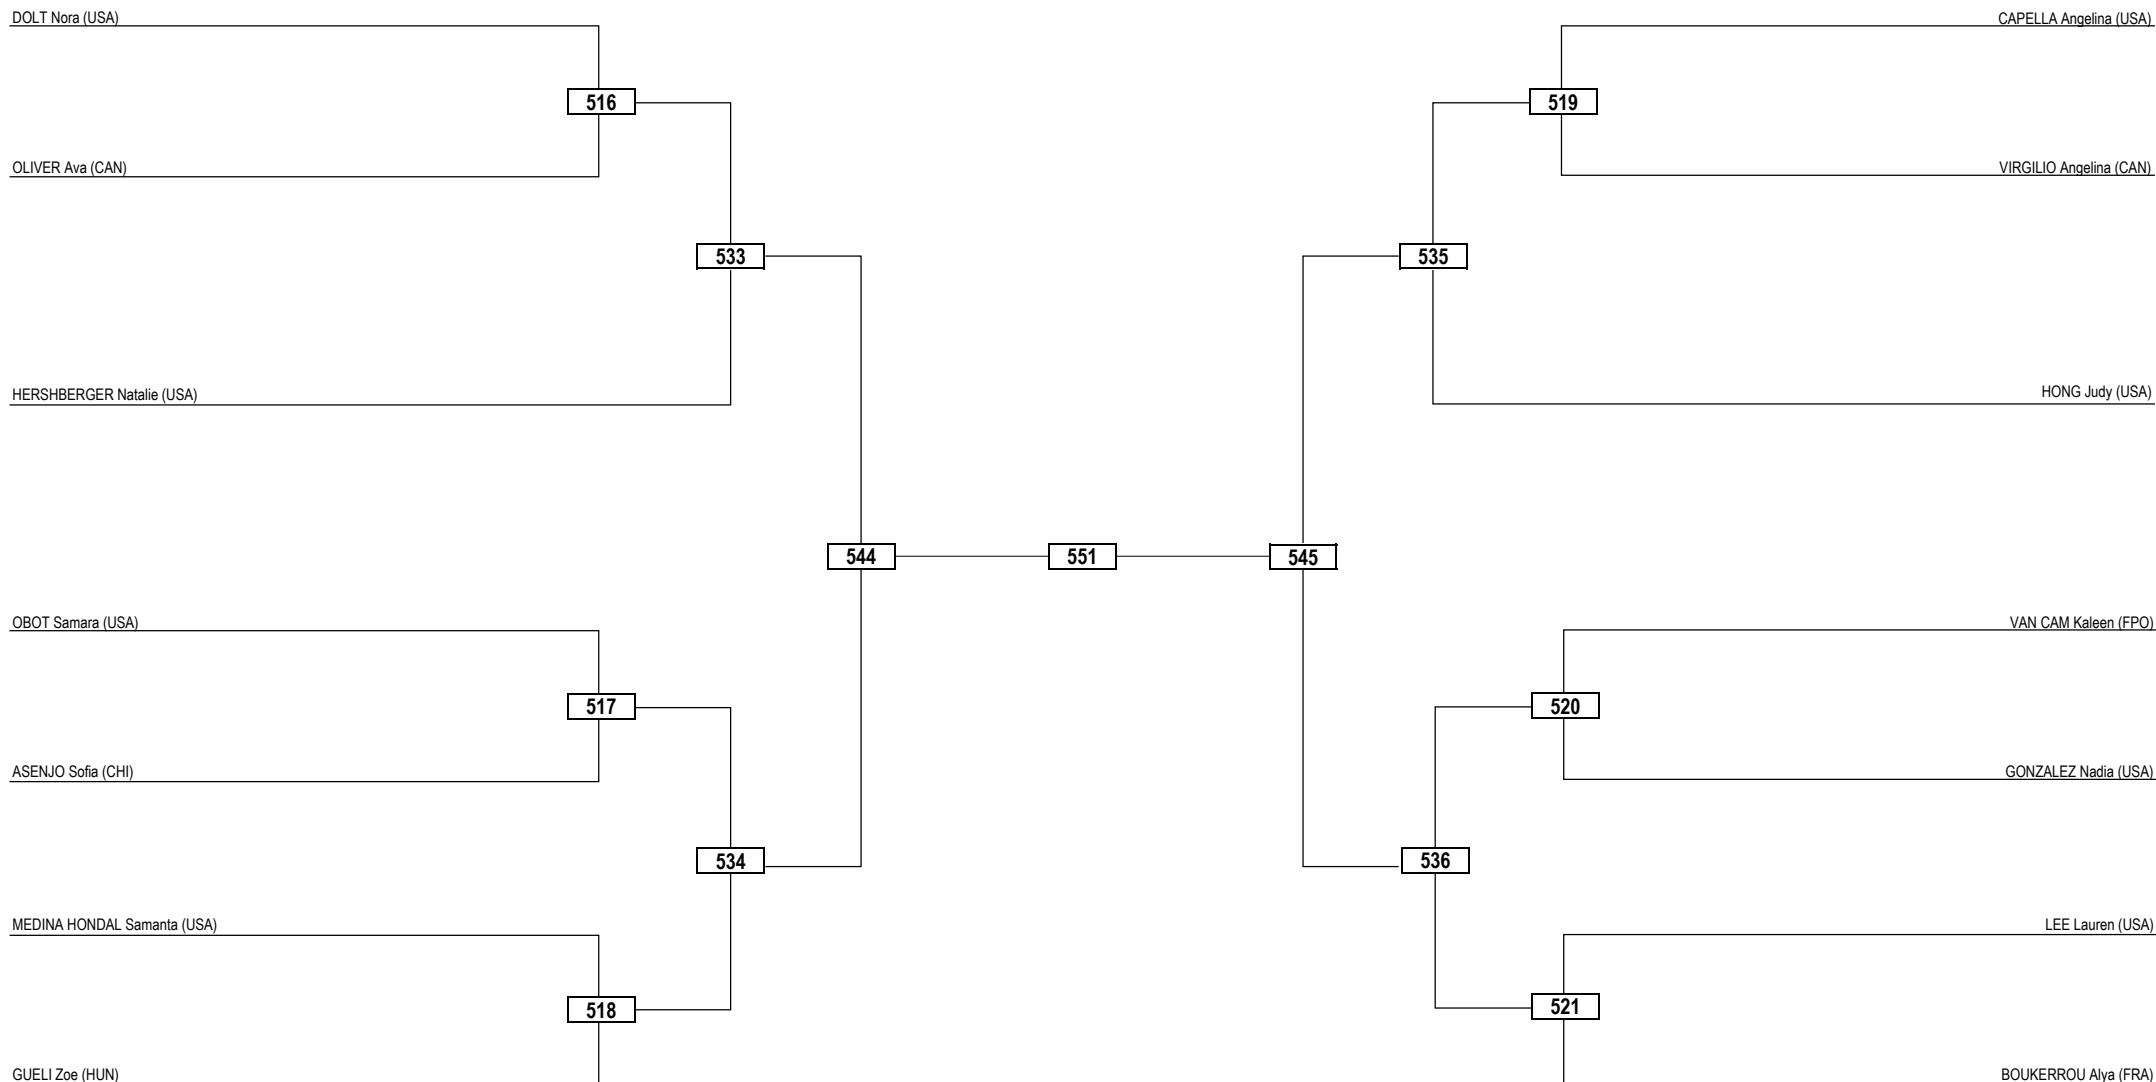 DOLT Nora (USA)
CAPELLA Angelina (USA)
516
519
OLIVER Ava (CAN)
VIRGILIO Angelina (CAN)
533
535
HERSHBERGER Natalie (USA)
HONG Judy (USA)
544
551
545
OBOT Samara (USA)
VAN CAM Kaleen (FPO)
517
520
ASENJO Sofia (CHI)
GONZALEZ Nadia (USA)
534
536
MEDINA HONDAL Samanta (USA)
LEE Lauren (USA)
518
521
GUELI Zoe (HUN)
BOUKERROU Alya (FRA)